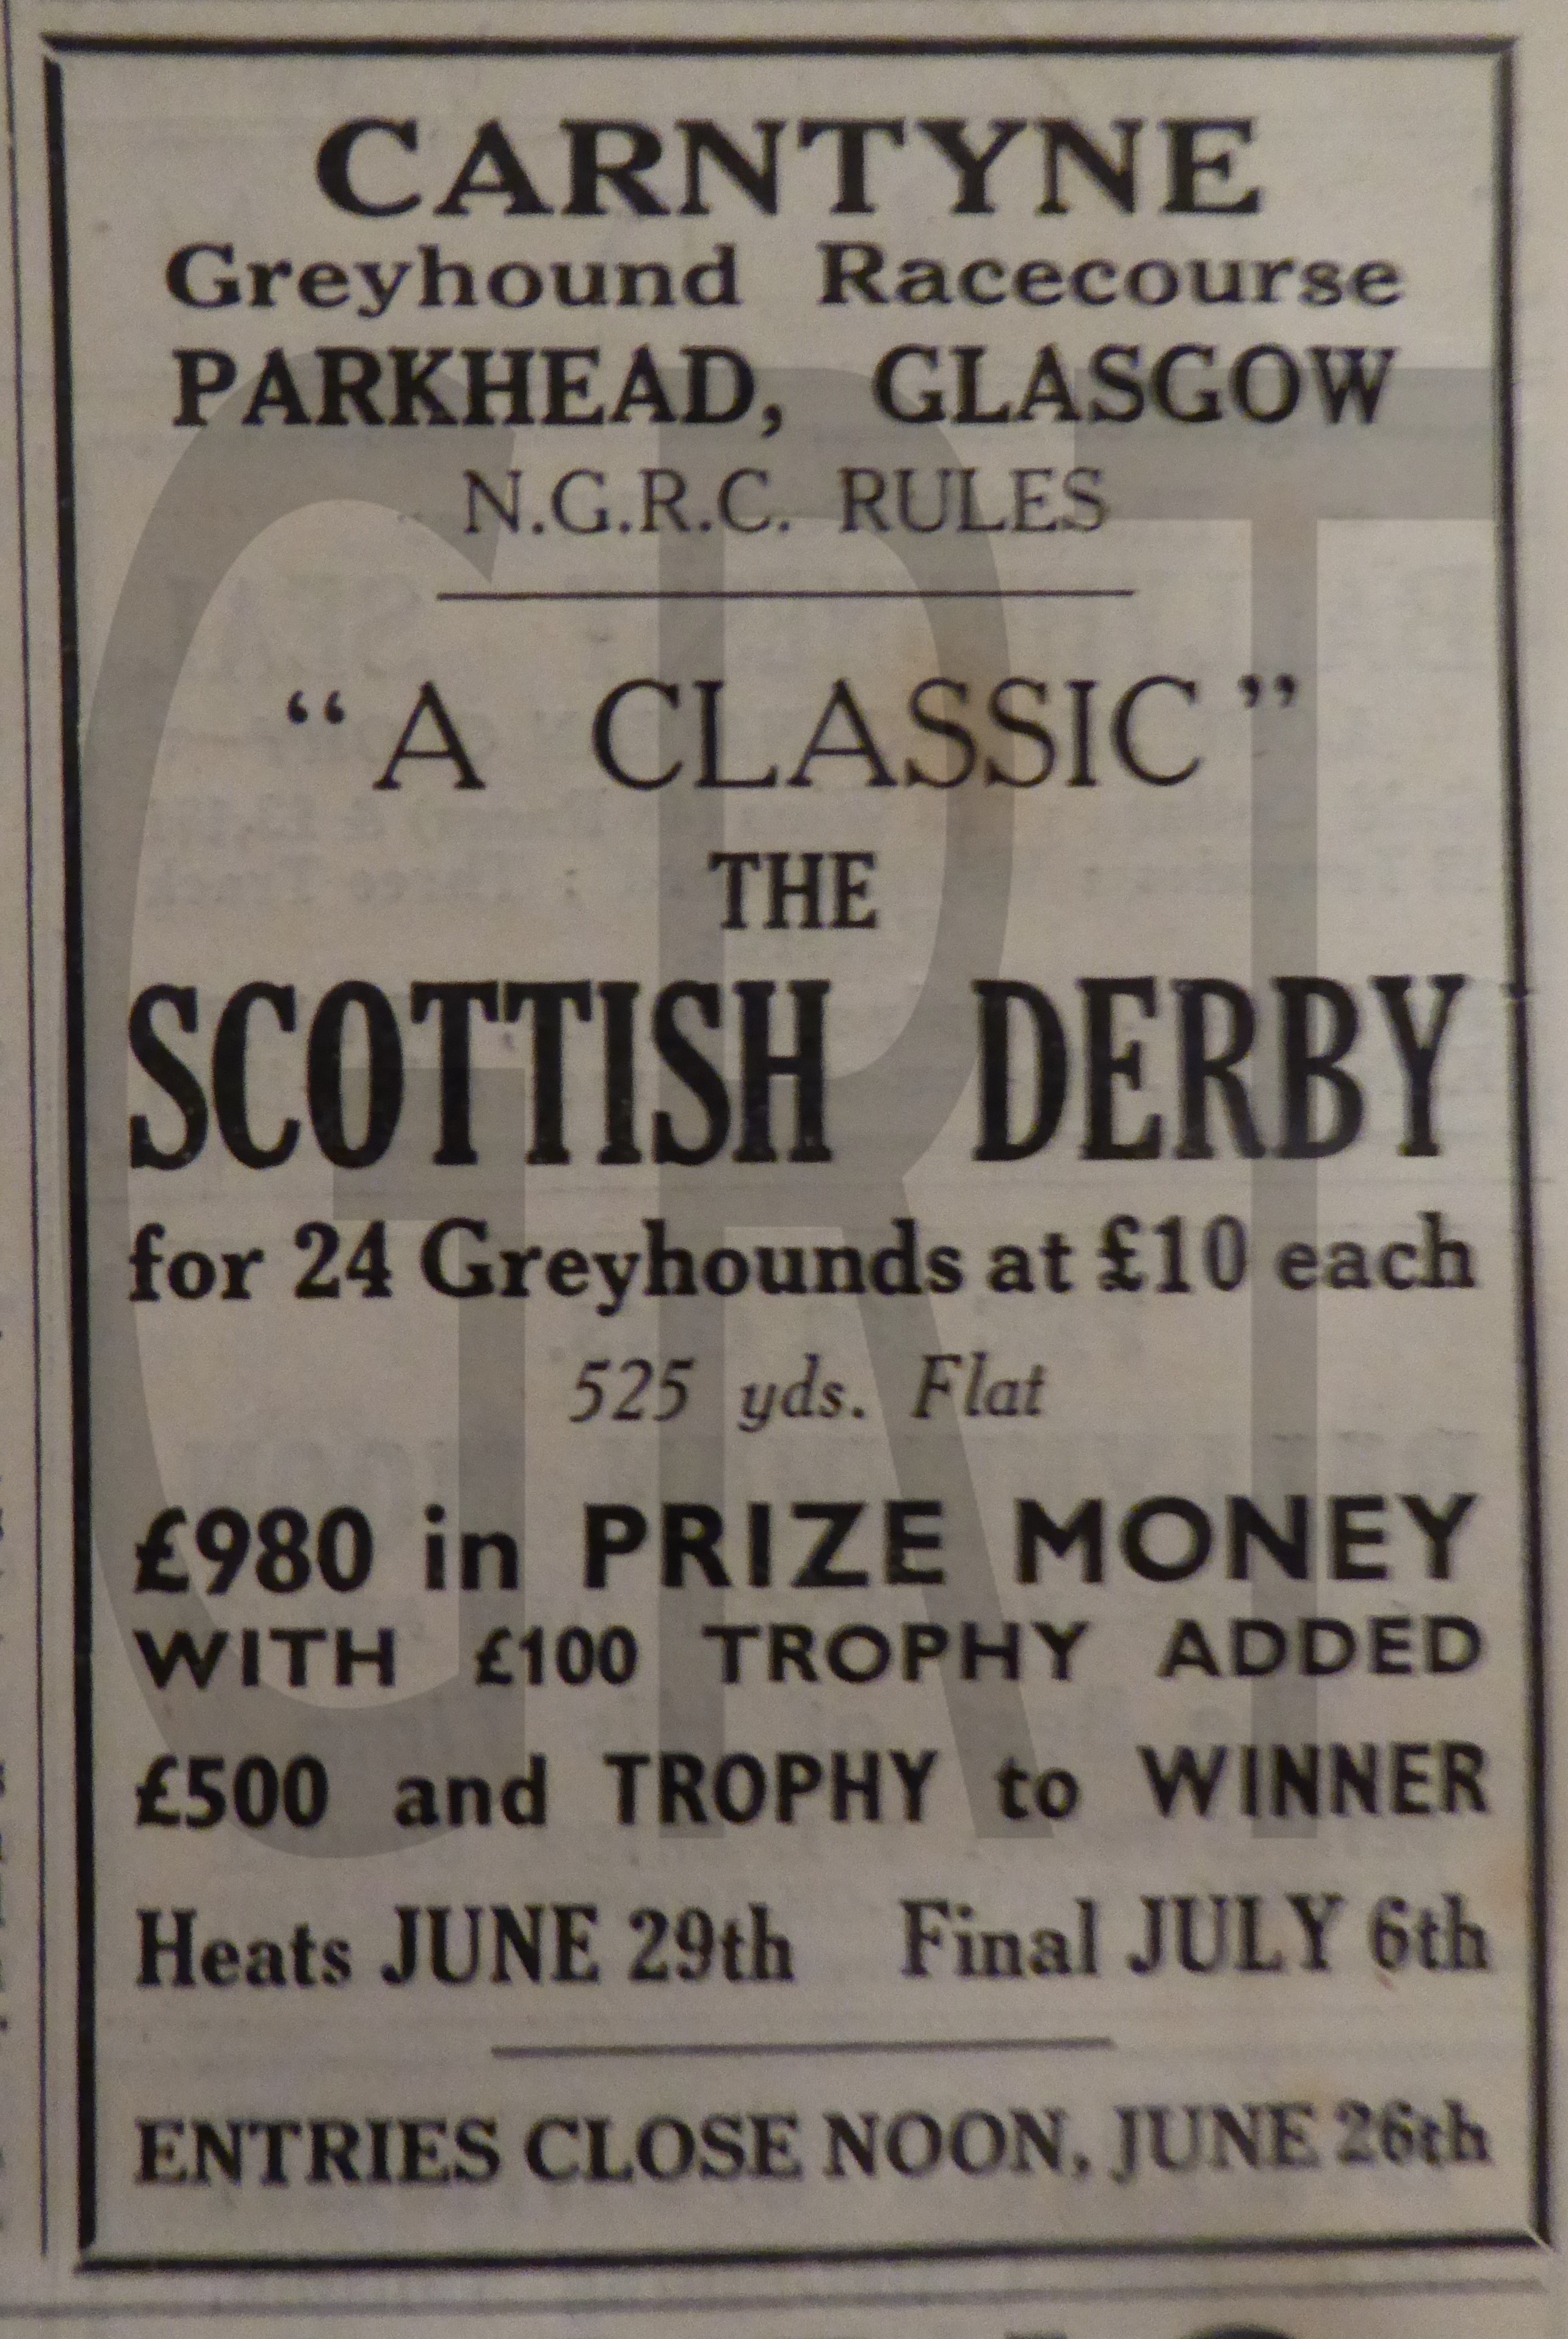 CARNTYNE
Greyhound Racecourse
PARKHEAD, GLASGOW
N.G.R.C. RULES
“A CLASSIC”
THE
SCOTTISH DERBY
for 24 Greyhounds at £10 each
525 yds. Flat
£980 in PRIZE MONEY
WITH £100 TROPHY ADDED
£500 and TROPHY to WINNER
Heats JUNE 29th Final JULY 6th
ENTRIES CLOSE NOON, JUNE 26th
GRT